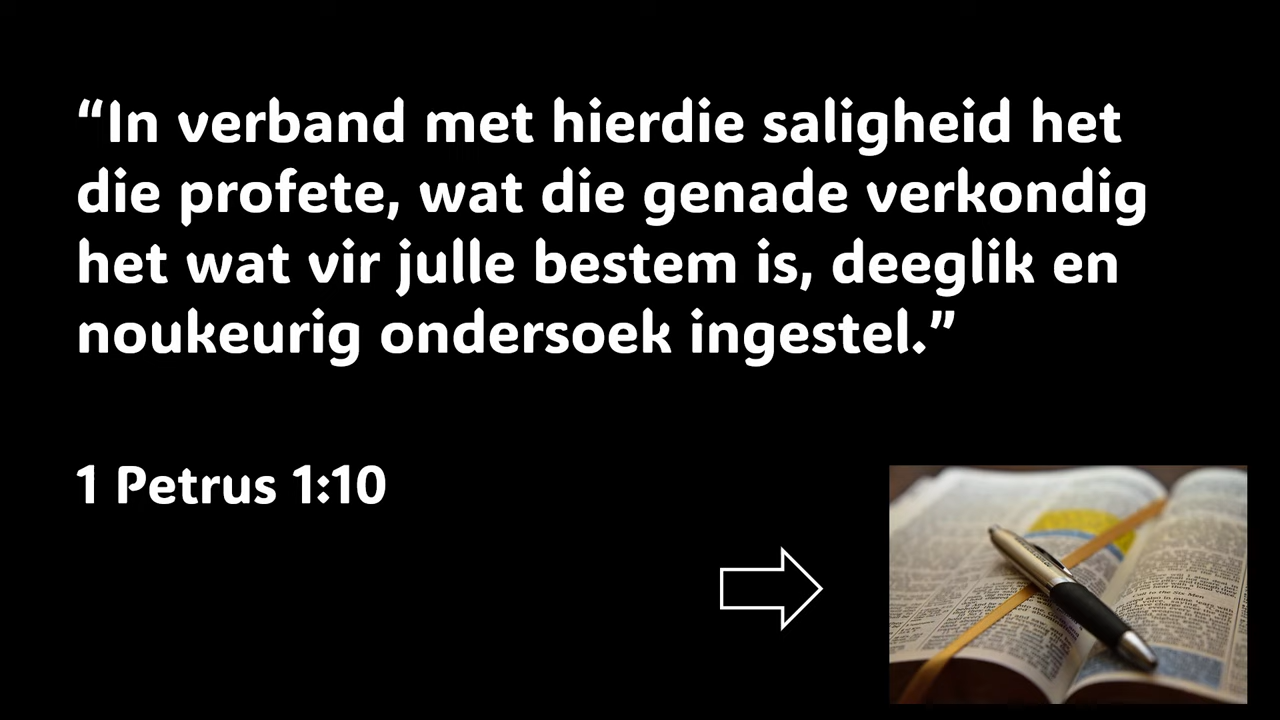 “In verband met hierdie saligheid het
die profete, wat die genade verkondig
het wat vir julle bestem is, deeglik en
noukeurig ondersoek ingestel.”
1 Petrus 1:10